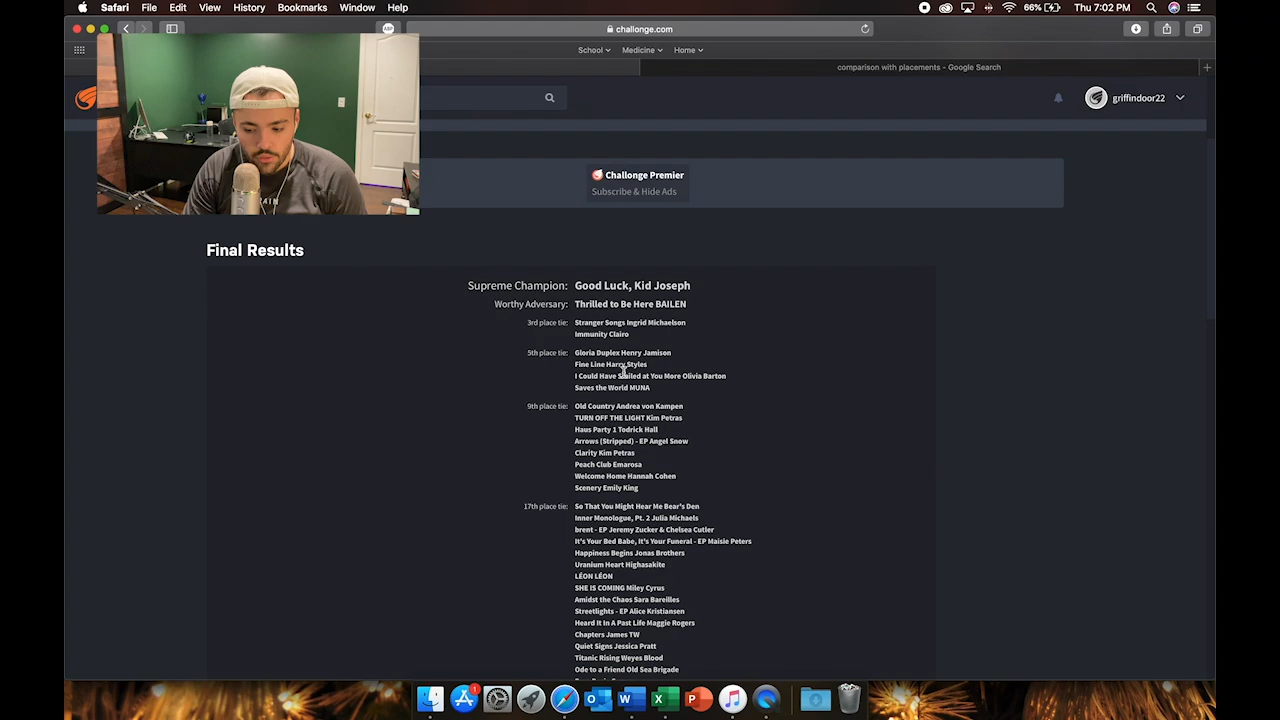 Safari File Edit View History Bookmarks Window Help
66% Thu 7:02 PM
ABP
challonge.com
School Medicine Home
comparison with placements - Google Search
griffindoor22
Challonge Premier
Subscribe & Hide Ads
Final Results
Supreme Champion: Good Luck, Kid Joseph
Worthy Adversary: Thrilled to Be Here BAILEN
3rd place tie: Stranger Songs Ingrid Michaelson
Immunity Clairo
5th place tie: Gloria Duplex Henry Jamison
Fine Line Harry Styles
I Could Have Smiled at You More Olivia Barton
Saves the World MUNA
9th place tie: Old Country Andrea von Kampen
TURN OFF THE LIGHT Kim Petras
Haus Party 1 Todrick Hall
Arrows (Stripped) - EP Angel Snow
Clarity Kim Petras
Peach Club Emarosa
Welcome Home Hannah Cohen
Scenery Emily King
17th place tie: So That You Might Hear Me Bear's Den
Inner Monologue, Pt. 2 Julia Michaels
brent - EP Jeremy Zucker & Chelsea Cutler
It's Your Bed Babe, It's Your Funeral - EP Maisie Peters
Happiness Begins Jonas Brothers
Uranium Heart Highasakite
LÉON LÉON
SHE IS COMING Miley Cyrus
Amidst the Chaos Sara Bareilles
Streetlights - EP Alice Kristiansen
Heard It In A Past Life Maggie Rogers
Chapters James TW
Quiet Signs Jessica Pratt
Titanic Rising Weyes Blood
Ode to a Friend Old Sea Brigade
1